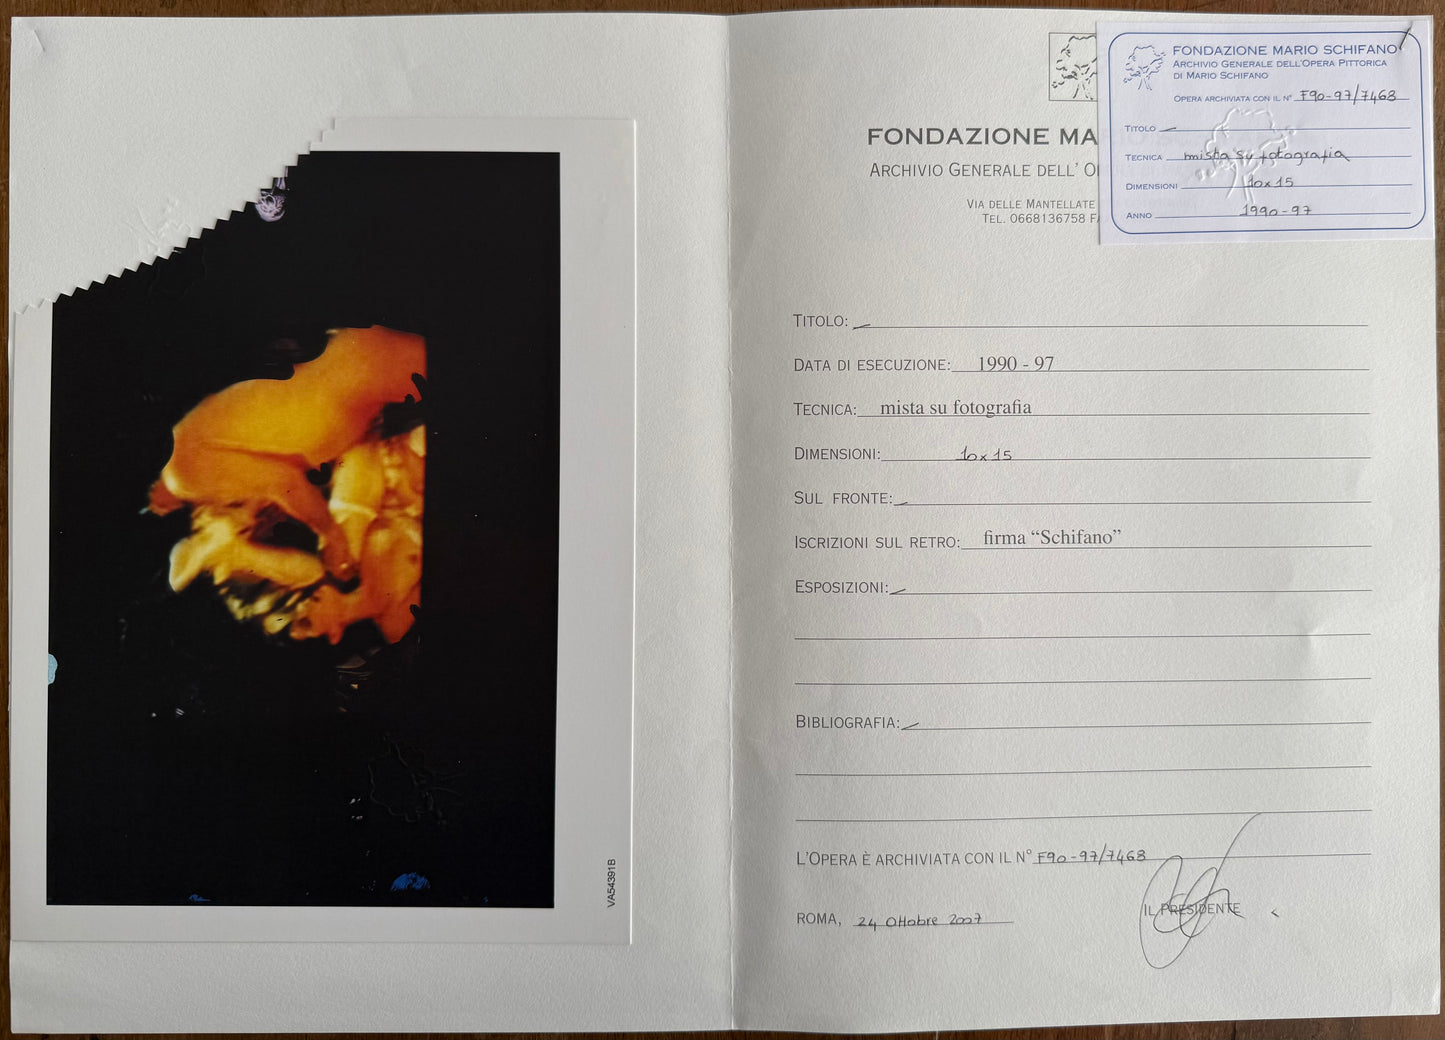 VA54391B
FONDAZIONE MARIO SCHIFANO
ARCHIVIO GENERALE DELL'OPERA PITTORICA
DI MARIO SCHIFANO
OPERA ARCHIVIATA CON IL N° F90-97/7468
TITOLO
TECNICA mista su fotografia
DIMENSIONI 10x15
ANNO 1990-97
FONDAZIONE MA
ARCHIVIO GENERALE DELL' O
VIA DELLE MANTELLATE
TEL. 0668136758 FA
TITOLO:
DATA DI ESECUZIONE: 1990 - 97
TECNICA: mista su fotografia
DIMENSIONI: 10x15
SUL FRONTE:
ISCRIZIONI SUL RETRO: firma “Schifano”
ESPOSIZIONI:
BIBLIOGRAFIA:
L'OPERA È ARCHIVIATA CON IL N° F90-97/7468
IL PRESIDENTE
ROMA, 24 Ottobre 2007